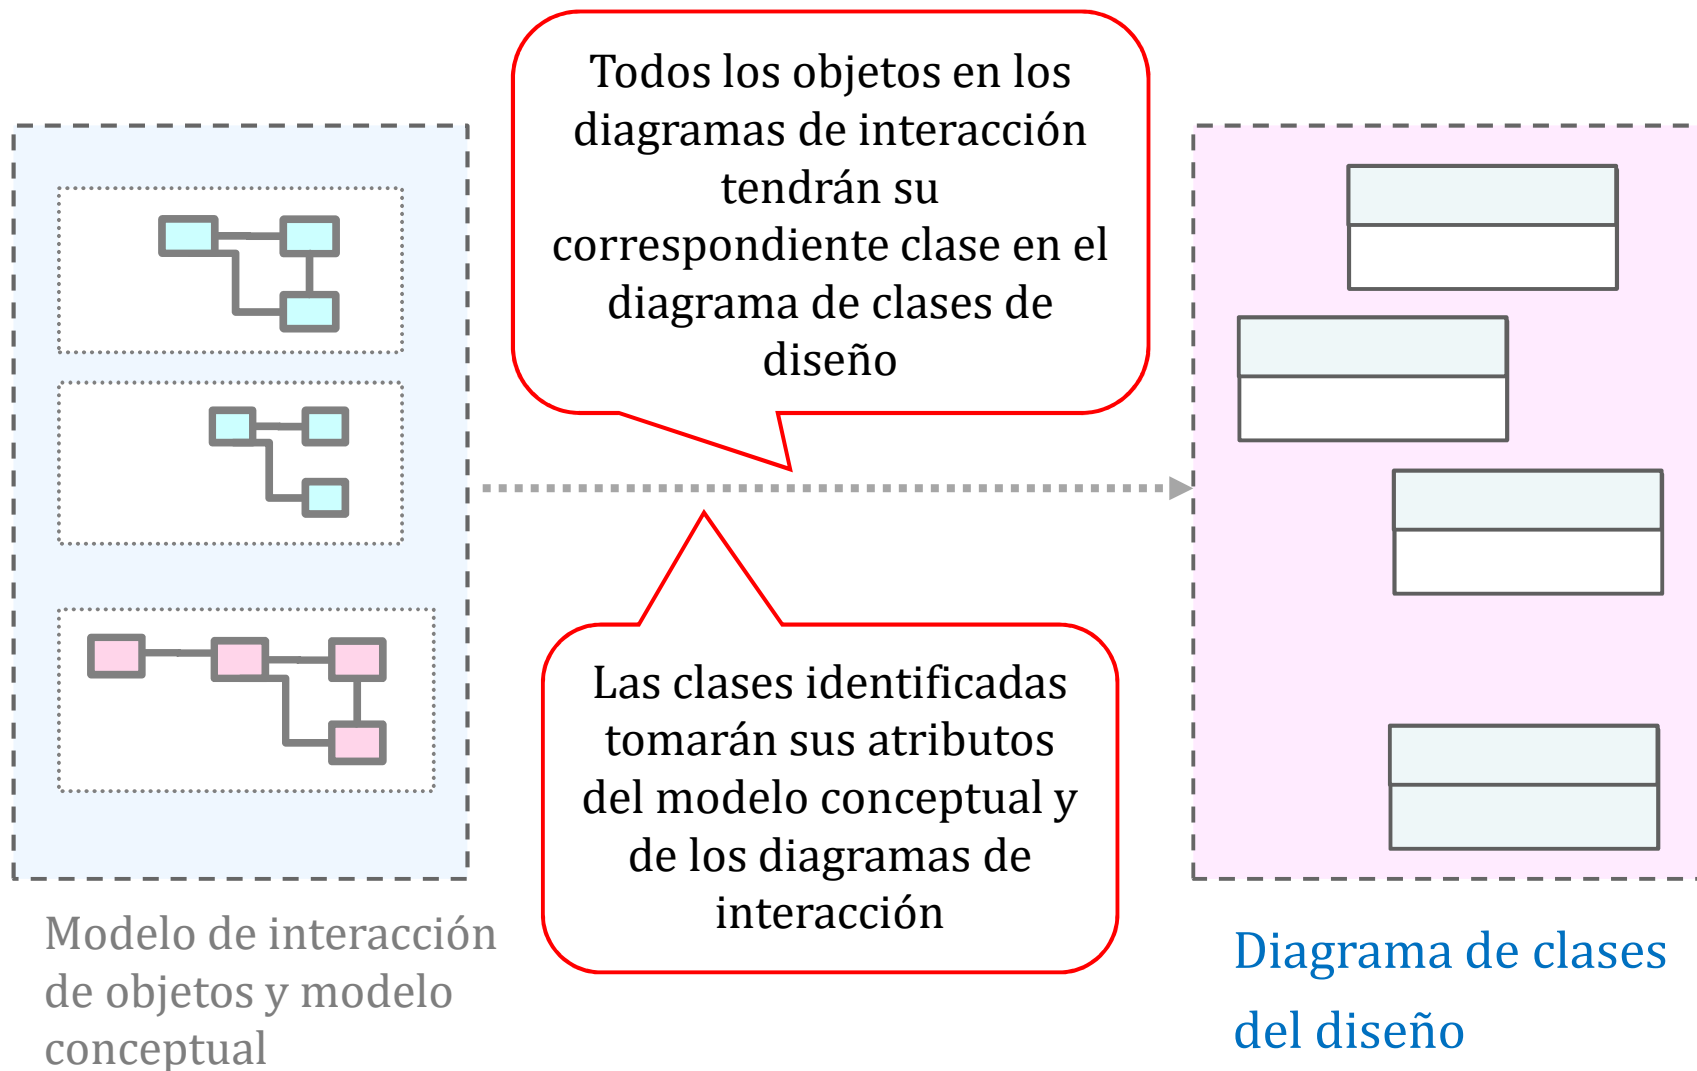 Todos los objetos en los
diagramas de interacción
tendrán su
correspondiente clase en el
diagrama de clases de
diseño
Las clases identificadas
tomarán sus atributos
del modelo conceptual y
de los diagramas de
interacción
Modelo de interacción
de objetos y modelo
conceptual
Diagrama de clases
del diseño